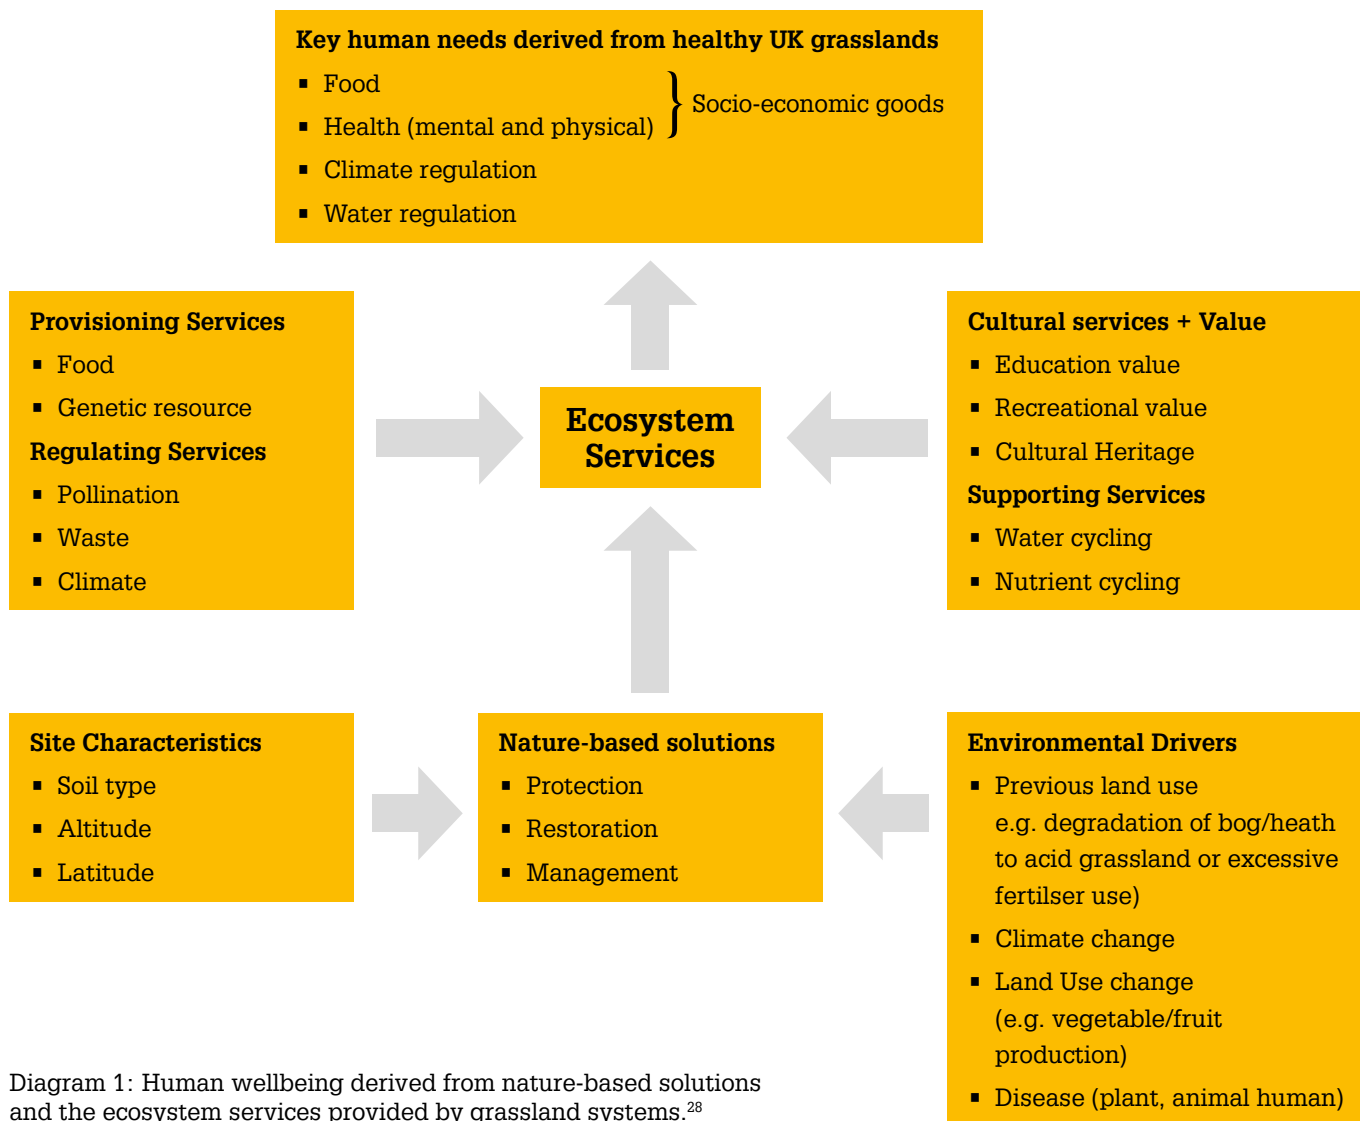 Key human needs derived from healthy UK grasslands
▪ Food
▪ Health (mental and physical)
} Socio-economic goods
▪ Climate regulation
▪ Water regulation
Provisioning Services
▪ Food
▪ Genetic resource
Regulating Services
▪ Pollination
▪ Waste
▪ Climate
Ecosystem
Services
Cultural services + Value
▪ Education value
▪ Recreational value
▪ Cultural Heritage
Supporting Services
▪ Water cycling
▪ Nutrient cycling
Site Characteristics
▪ Soil type
▪ Altitude
▪ Latitude
Nature-based solutions
▪ Protection
▪ Restoration
▪ Management
Environmental Drivers
▪ Previous land use
e.g. degradation of bog/heath
to acid grassland or excessive
fertilser use)
▪ Climate change
▪ Land Use change
(e.g. vegetable/fruit
production)
▪ Disease (plant, animal human)
Diagram 1: Human wellbeing derived from nature-based solutions
and the ecosystem services provided by grassland systems.²⁸